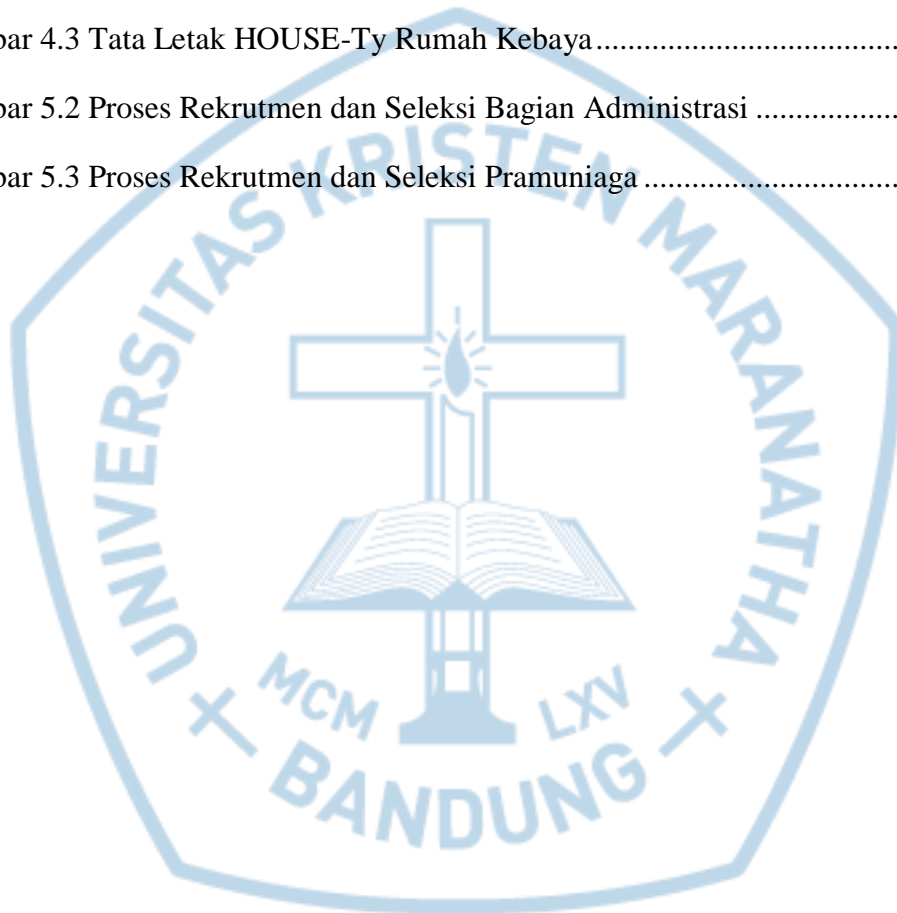 bar 4.3 Tata Letak HOUSE-Ty Rumah Kebaya....................................
bar 5.2 Proses Rekrutmen dan Seleksi Bagian Administrasi ..................
bar 5.3 Proses Rekrutmen dan Seleksi Pramuniaga ................................
UNIVERSITAS KRISTEN MARANATHA
MCM LXV
BANDUNG